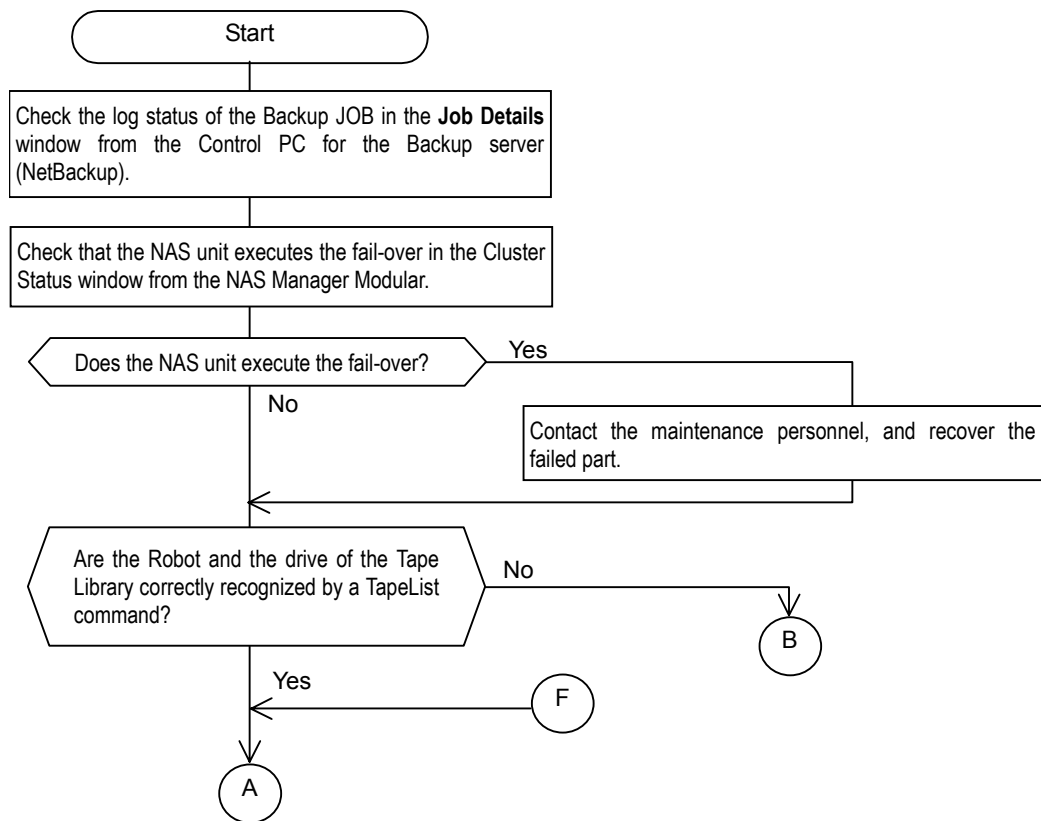 Start
Check the log status of the Backup JOB in the Job Details
window from the Control PC for the Backup server
(NetBackup).
Check that the NAS unit executes the fail-over in the Cluster
Status window from the NAS Manager Modular.
Does the NAS unit execute the fail-over?
Yes
No
Contact the maintenance personnel, and recover the
failed part.
Are the Robot and the drive of the Tape
Library correctly recognized by a TapeList
command?
No
B
Yes
F
A